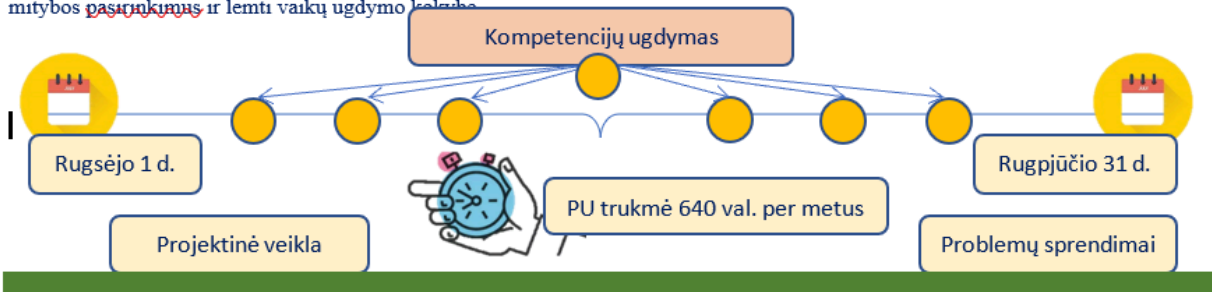 mitybos pasirinkimus ir lemti vaikų ugdymo kokybę
Kompetencijų ugdymas
Rugsėjo 1 d.
Rugpjūčio 31 d.
PU trukmė 640 val. per metus
Projektinė veikla
Problemų sprendimai